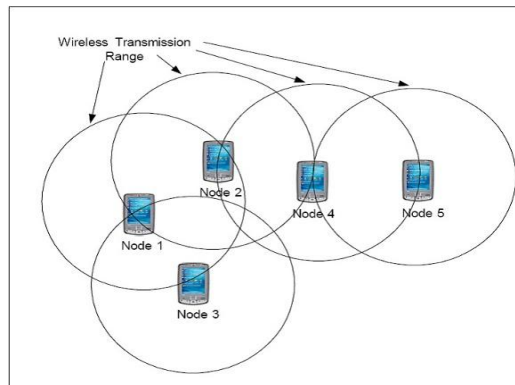 Wireless Transmission
Range
Node 2
Node 4
Node 5
Node 1
Node 3